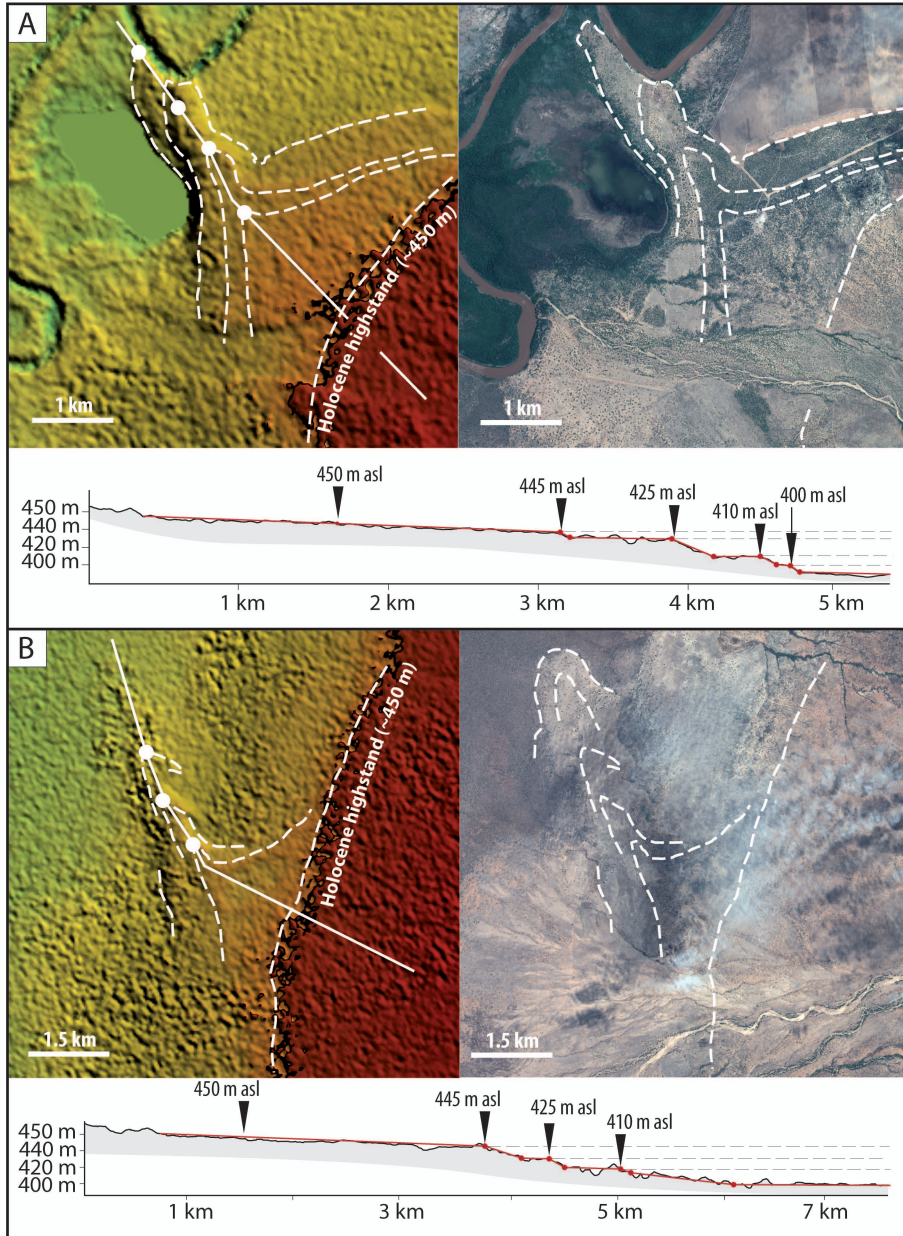 A
Holocene highstand (~450 m)
1 km
1 km
450 m asl
445 m asl
425 m asl
410 m asl
400 m asl
450 m
440 m
420 m
400 m
1 km
2 km
3 km
4 km
5 km
B
Holocene highstand (~450 m)
1.5 km
1.5 km
450 m asl
445 m asl
425 m asl
410 m asl
450 m
440 m
420 m
400 m
1 km
3 km
5 km
7 km